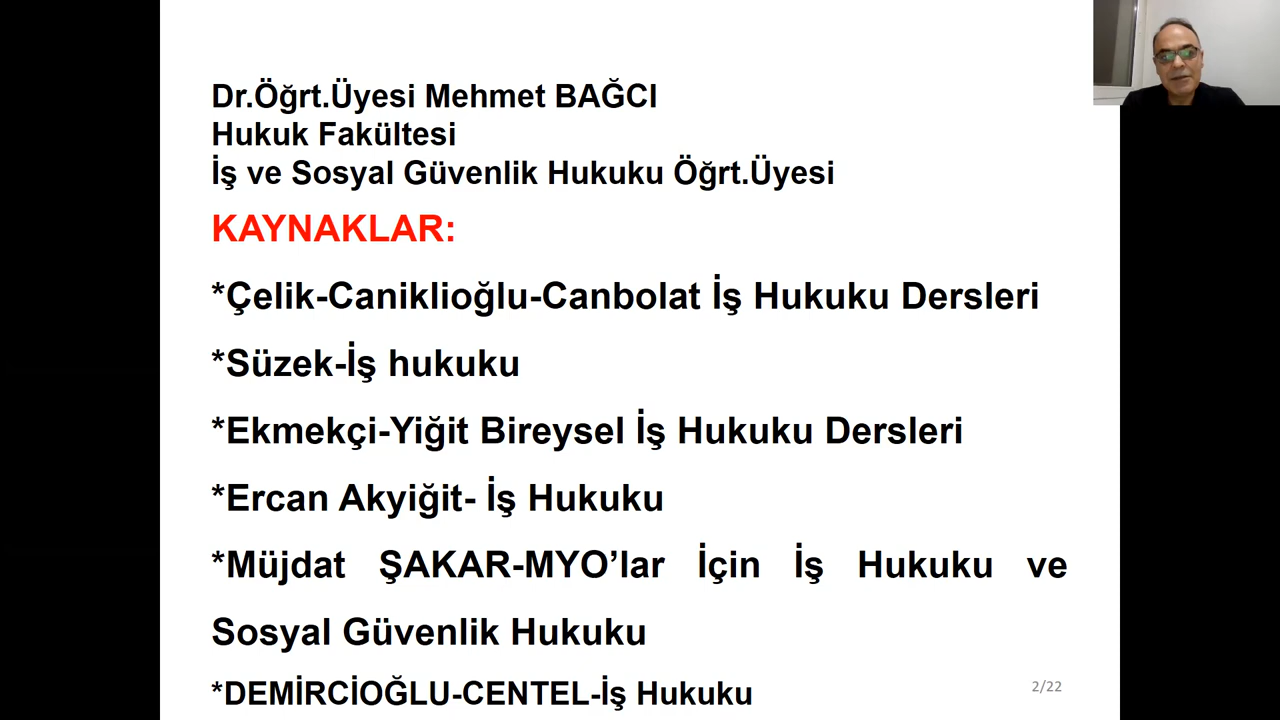 Dr.Öğrt.Üyesi Mehmet BAĞCI
Hukuk Fakültesi
İş ve Sosyal Güvenlik Hukuku Öğrt.Üyesi
KAYNAKLAR:
*Çelik-Caniklioğlu-Canbolat İş Hukuku Dersleri
*Süzek-İş hukuku
*Ekmekçi-Yiğit Bireysel İş Hukuku Dersleri
*Ercan Akyiğit- İş Hukuku
*Müjdat ŞAKAR-MYO’lar İçin İş Hukuku ve
Sosyal Güvenlik Hukuku
*DEMİRCİOĞLU-CENTEL-İş Hukuku
2/22